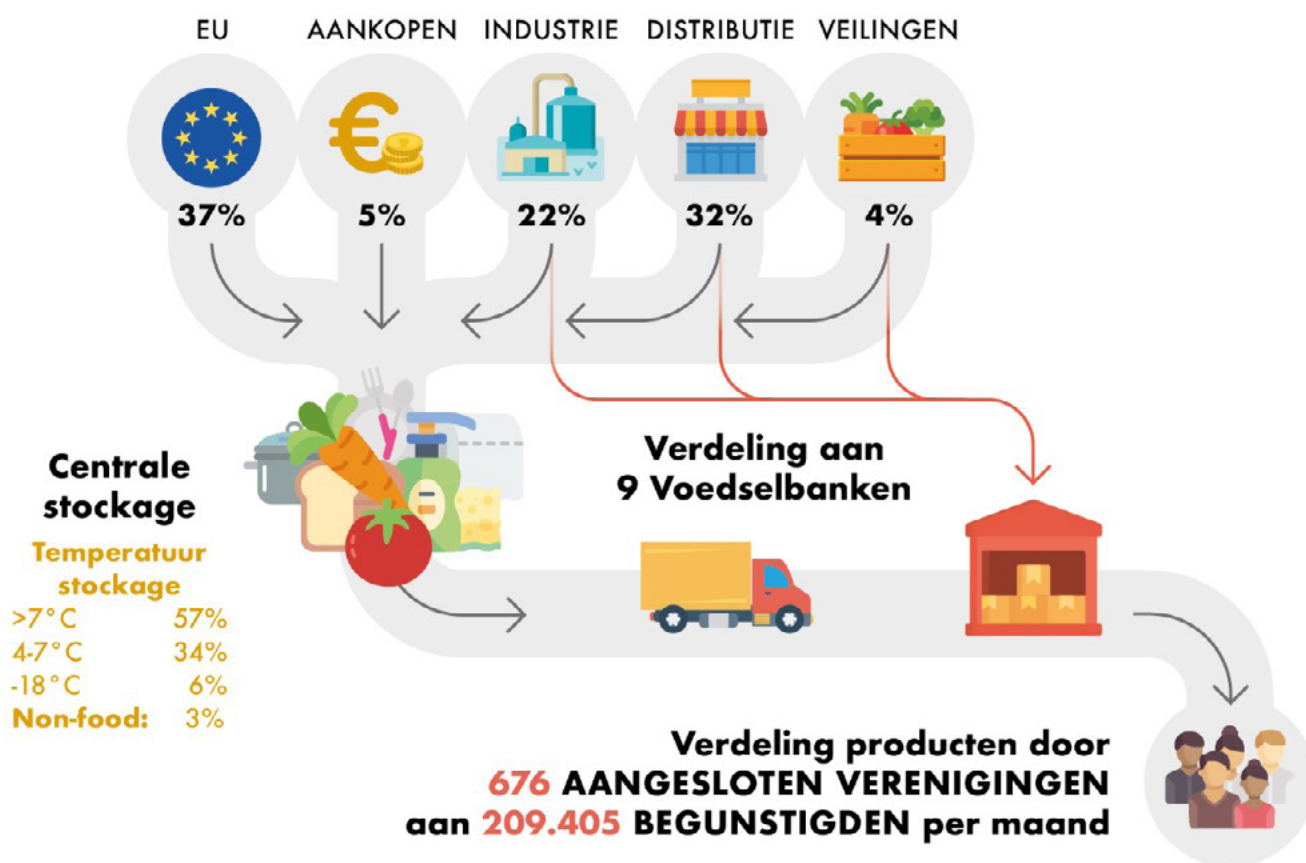 EU
AANKOPEN
INDUSTRIE
DISTRIBUTIE
VEILINGEN
37%
5%
22%
32%
4%
Centrale
stockage
Temperatuur
stockage
>7°C 57%
4-7°C 34%
-18°C 6%
Non-food: 3%
Verdeling aan
9 Voedselbanken
Verdeling producten door
676 AANGESLOTEN VERENIGINGEN
aan 209.405 BEGUNSTIGDEN per maand